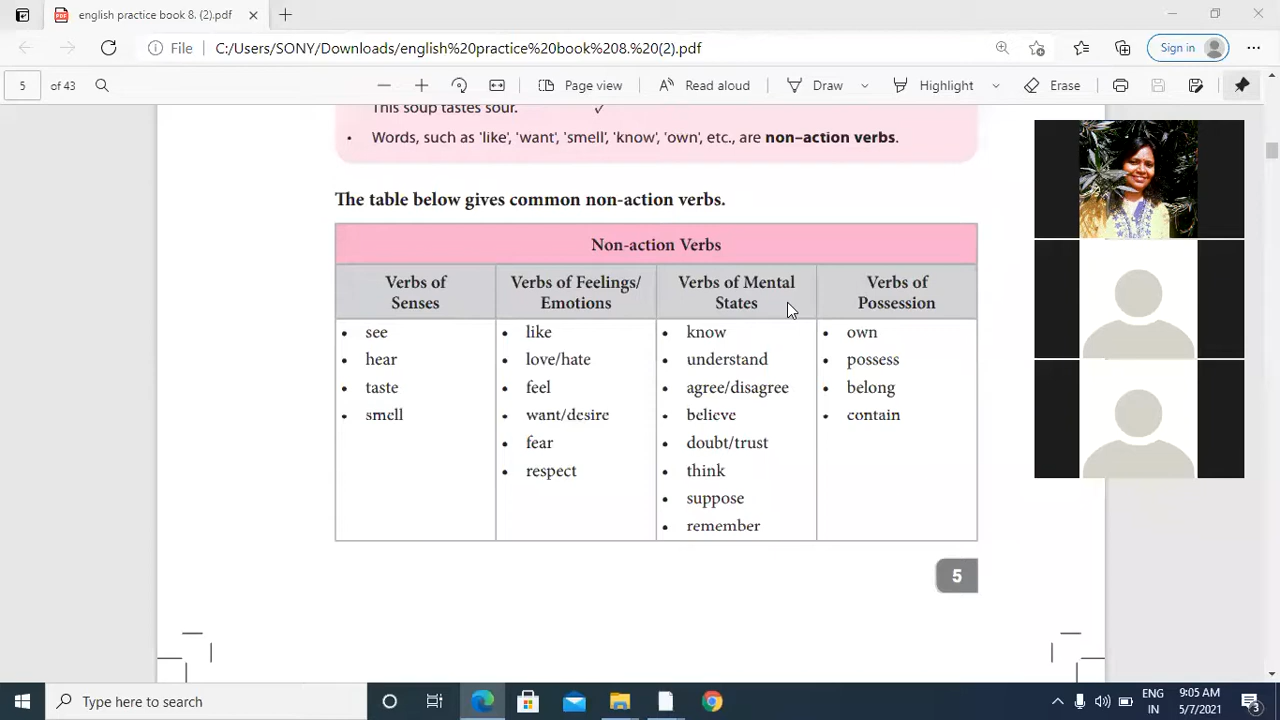 english practice book 8. (2).pdf
File
C:/Users/SONY/Downloads/english%20practice%20book%208.%20(2).pdf
Sign in
5 of 43
Page view
Read aloud
Draw
Highlight
Erase
This soup tastes sour. ✓
• Words, such as 'like', 'want', 'smell', 'know', 'own', etc., are non–action verbs.
The table below gives common non-action verbs.
Non-action Verbs
Verbs of Senses
• see
• hear
• taste
• smell
Verbs of Feelings/
Emotions
• like
• love/hate
• feel
• want/desire
• fear
• respect
Verbs of Mental
States
• know
• understand
• agree/disagree
• believe
• doubt/trust
• think
• suppose
• remember
Verbs of
Possession
• own
• possess
• belong
• contain
5
Type here to search
ENG
IN
9:05 AM
5/7/2021
3